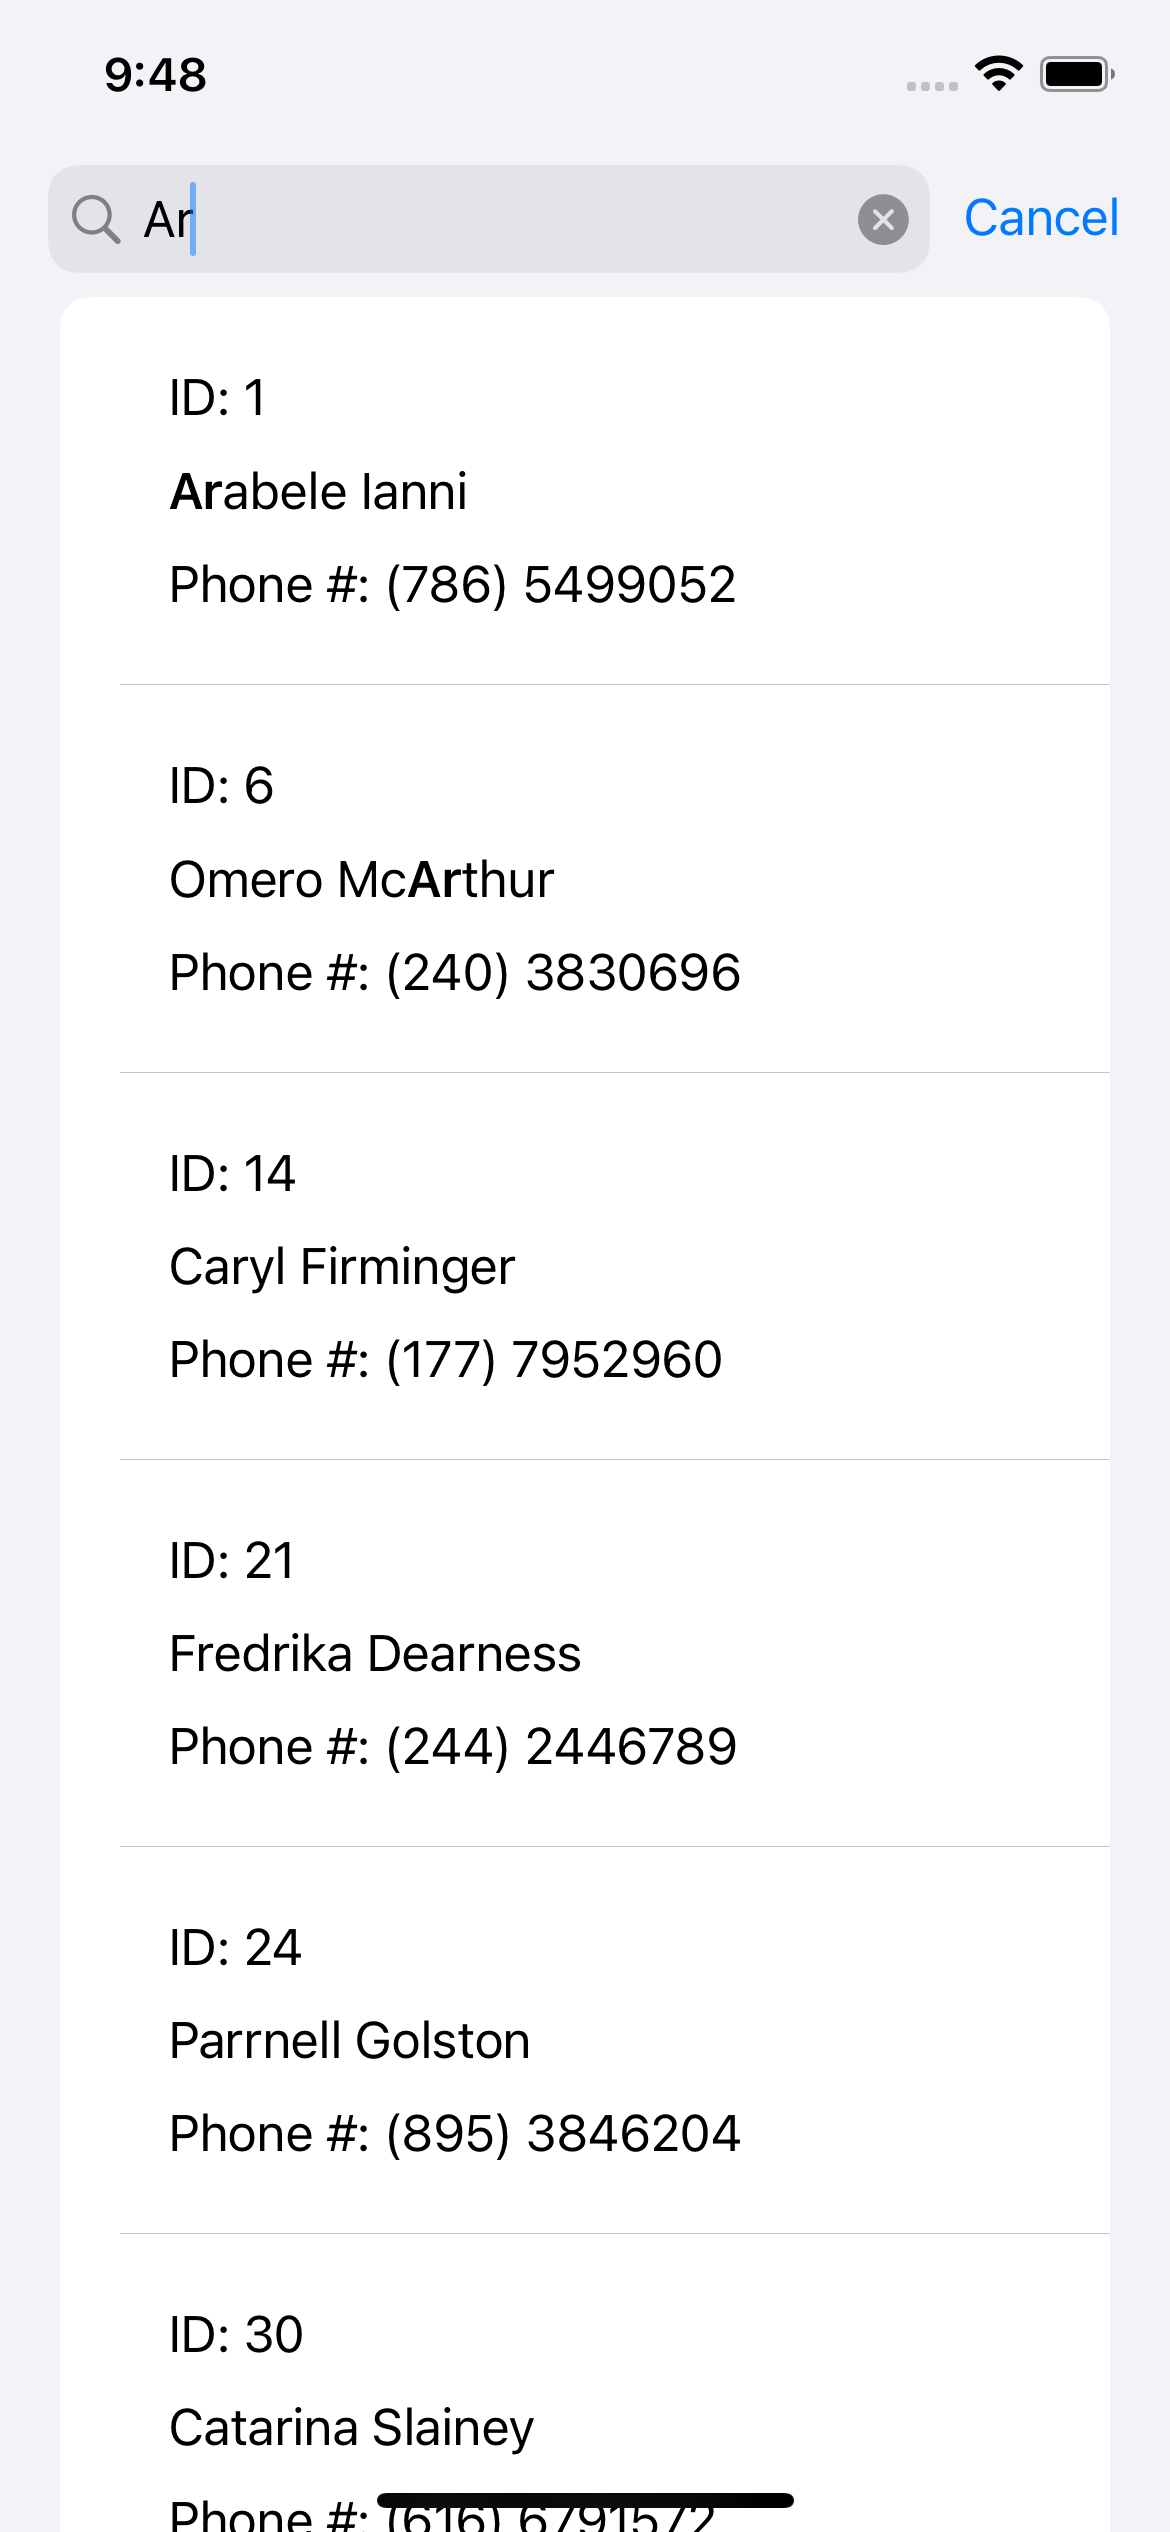 9:48
Ar
Cancel
ID: 1
Arabele Ianni
Phone #: (786) 5499052
ID: 6
Omero McArthur
Phone #: (240) 3830696
ID: 14
Caryl Firminger
Phone #: (177) 7952960
ID: 21
Fredrika Dearness
Phone #: (244) 2446789
ID: 24
Parrnell Golston
Phone #: (895) 3846204
ID: 30
Catarina Slainey
Phone #: (616) 6791572